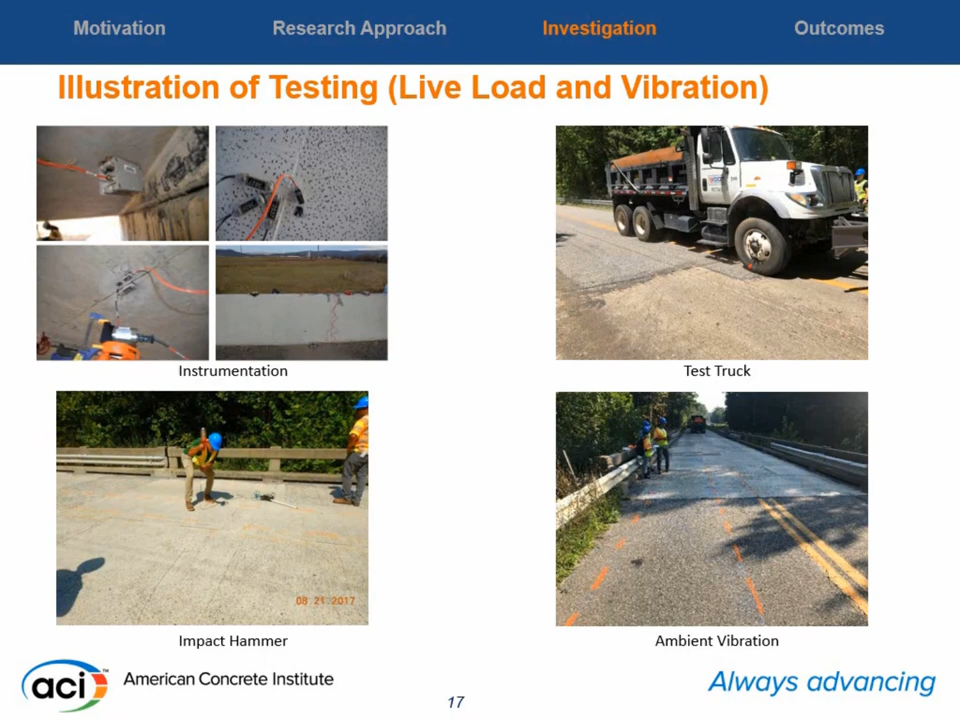 Motivation
Research Approach
Investigation
Outcomes
Illustration of Testing (Live Load and Vibration)
Instrumentation
Test Truck
08 21 2017
Impact Hammer
Ambient Vibration
aci™
American Concrete Institute
17
Always advancing